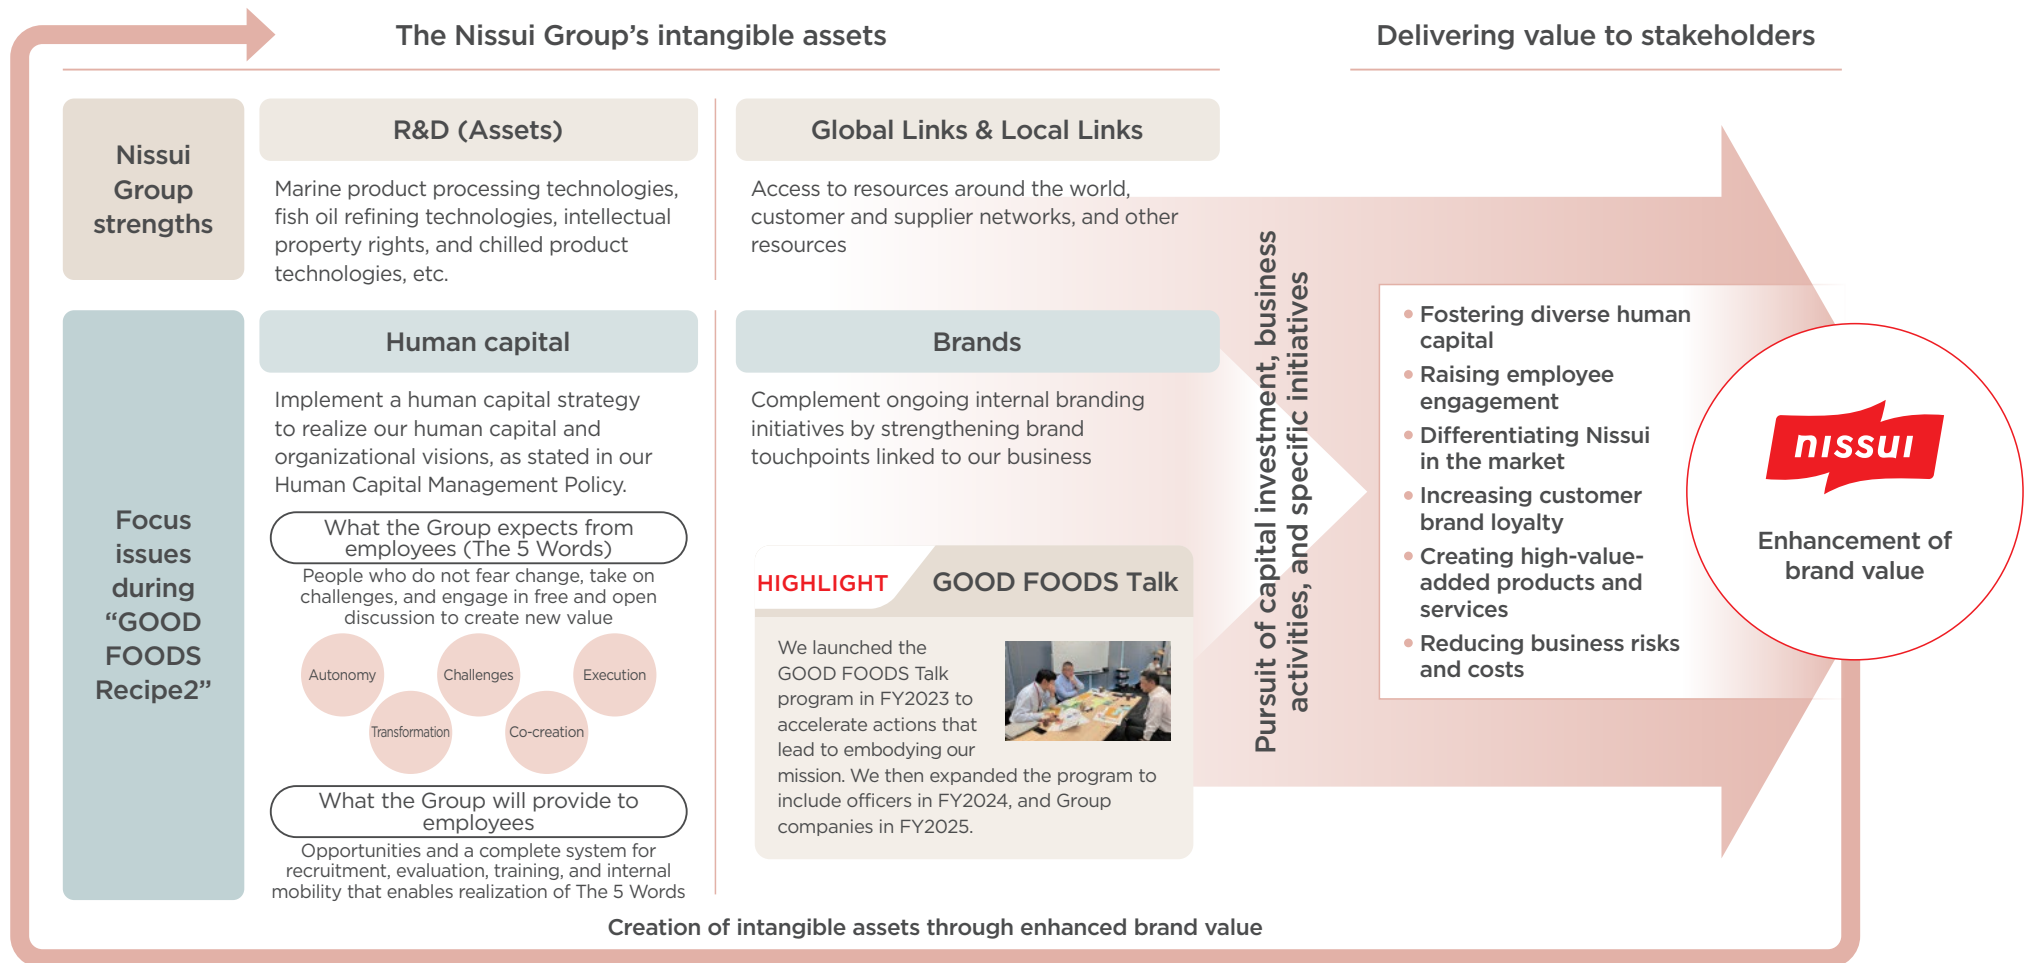 The Nissui Group’s intangible assets
Delivering value to stakeholders
Nissui
Group
strengths
R&D (Assets)
Marine product processing technologies,
fish oil refining technologies, intellectual
property rights, and chilled product
technologies, etc.
Global Links & Local Links
Access to resources around the world,
customer and supplier networks, and other
resources
Focus
issues
during
“GOOD
FOODS
Recipe2”
Human capital
Implement a human capital strategy
to realize our human capital and
organizational visions, as stated in our
Human Capital Management Policy.
What the Group expects from
employees (The 5 Words)
People who do not fear change, take on
challenges, and engage in free and open
discussion to create new value
Autonomy
Challenges
Execution
Transformation
Co-creation
What the Group will provide to
employees
Opportunities and a complete system for
recruitment, evaluation, training, and internal
mobility that enables realization of The 5 Words
Brands
Complement ongoing internal branding
initiatives by strengthening brand
touchpoints linked to our business
HIGHLIGHT
GOOD FOODS Talk
We launched the
GOOD FOODS Talk
program in FY2023 to
accelerate actions that
lead to embodying our
mission. We then expanded the program to
include officers in FY2024, and Group
companies in FY2025.
Pursuit of capital investment, business
activities, and specific initiatives
• Fostering diverse human
capital
• Raising employee
engagement
• Differentiating Nissui
in the market
• Increasing customer
brand loyalty
• Creating high-value-
added products and
services
• Reducing business risks
and costs
nissui
Enhancement of
brand value
Creation of intangible assets through enhanced brand value